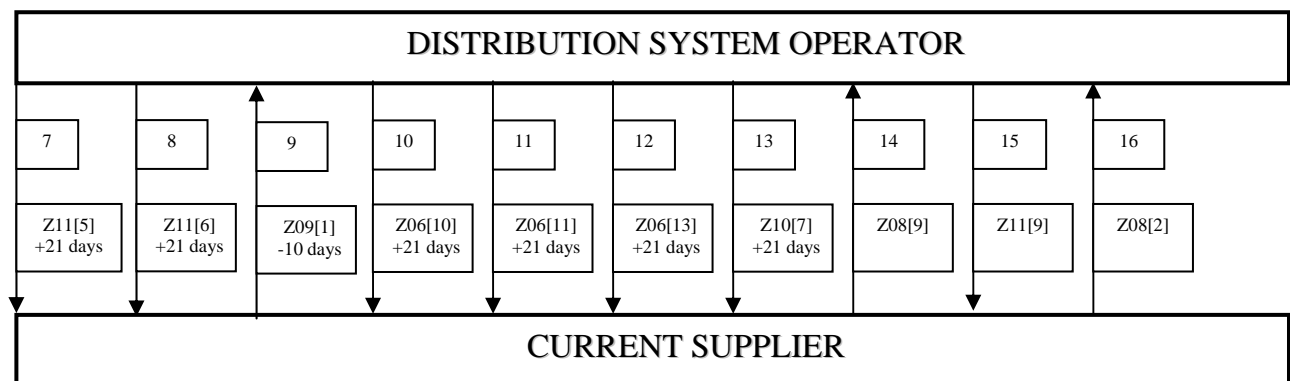 DISTRIBUTION SYSTEM OPERATOR
7
8
9
10
11
12
13
14
15
16
Z11[5]
+21 days
Z11[6]
+21 days
Z09[1]
-10 days
Z06[10]
+21 days
Z06[11]
+21 days
Z06[13]
+21 days
Z10[7]
+21 days
Z08[9]
Z11[9]
Z08[2]
CURRENT SUPPLIER